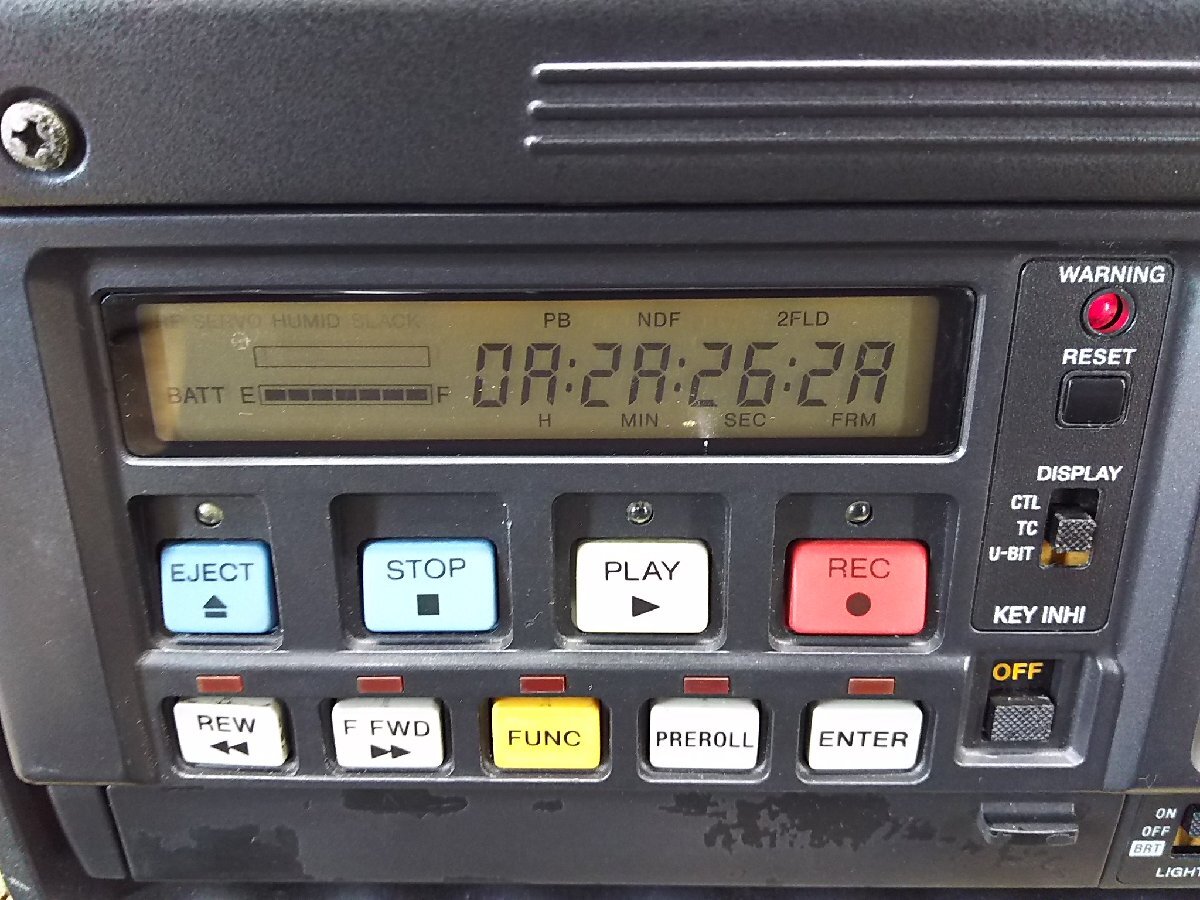 WARNING
RF SERVO HUMID SLACK
PB NDF 2FLD
RESET
0A:2A:26:2A
BATT E F
H MIN SEC FRM
DISPLAY
CTL
TC
U-BIT
EJECT
STOP
PLAY
REC
KEY INHI
OFF
REW
F FWD
FUNC
PREROLL
ENTER
ON
OFF
BRT
LIGHT